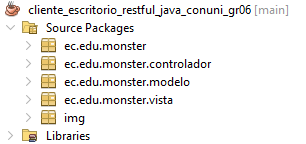 cliente_escritorio_restful_java_conuni_gr06 [main]
Source Packages
ec.edu.monster
ec.edu.monster.controlador
ec.edu.monster.modelo
ec.edu.monster.vista
img
Libraries